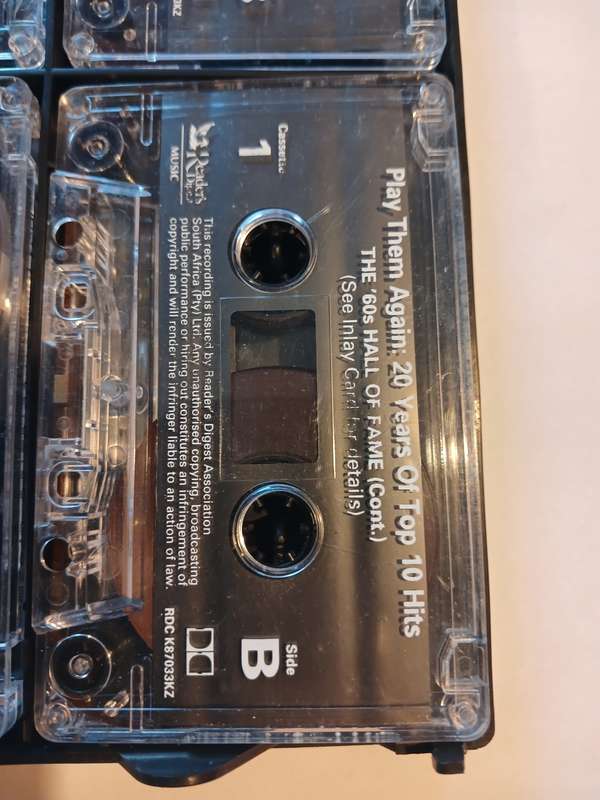 Play Them Again: 20 Years Of Top 10 Hits
THE '60s HALL OF FAME (Cont.)
(See Inlay Card for details)
Cassette
1
Side
B
Reader's
Digest
MUSIC
This recording is issued by Reader's Digest Association
South Africa (Pty) Ltd. Any unauthorised copying, broadcasting
public performance or hiring out constitutes an infringement of
copyright and will render the infringer liable to an action of law.
RDC K87033KZ